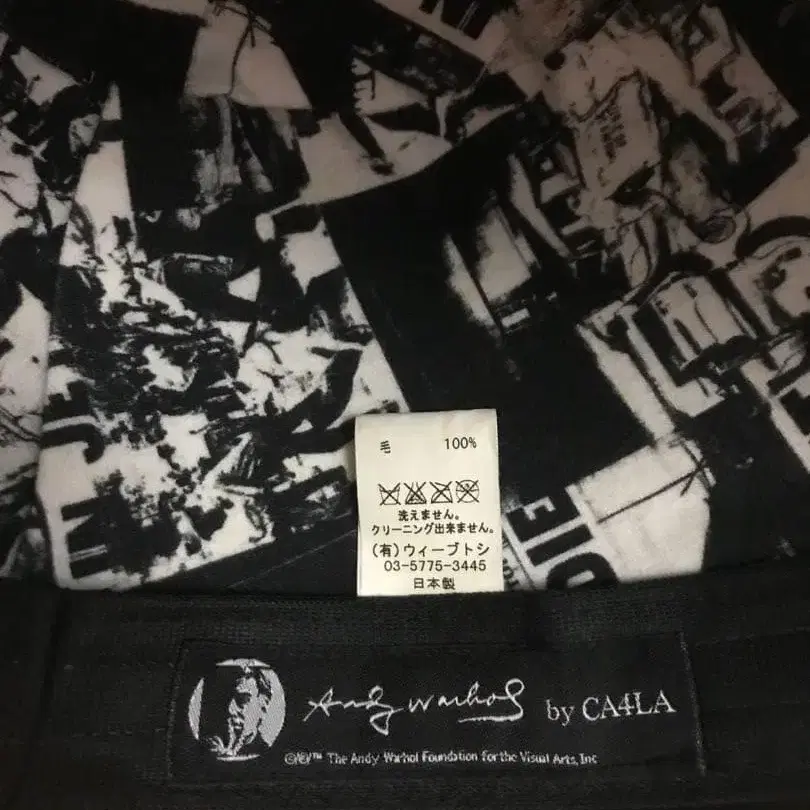 毛 100%
洗えません。
クリーニング出来ません。
(有)ウィーブトシ
03-5775-3445
日本製
Andy Warhol by CA4LA
The Andy Warhol Foundation for the Visual Arts, Inc